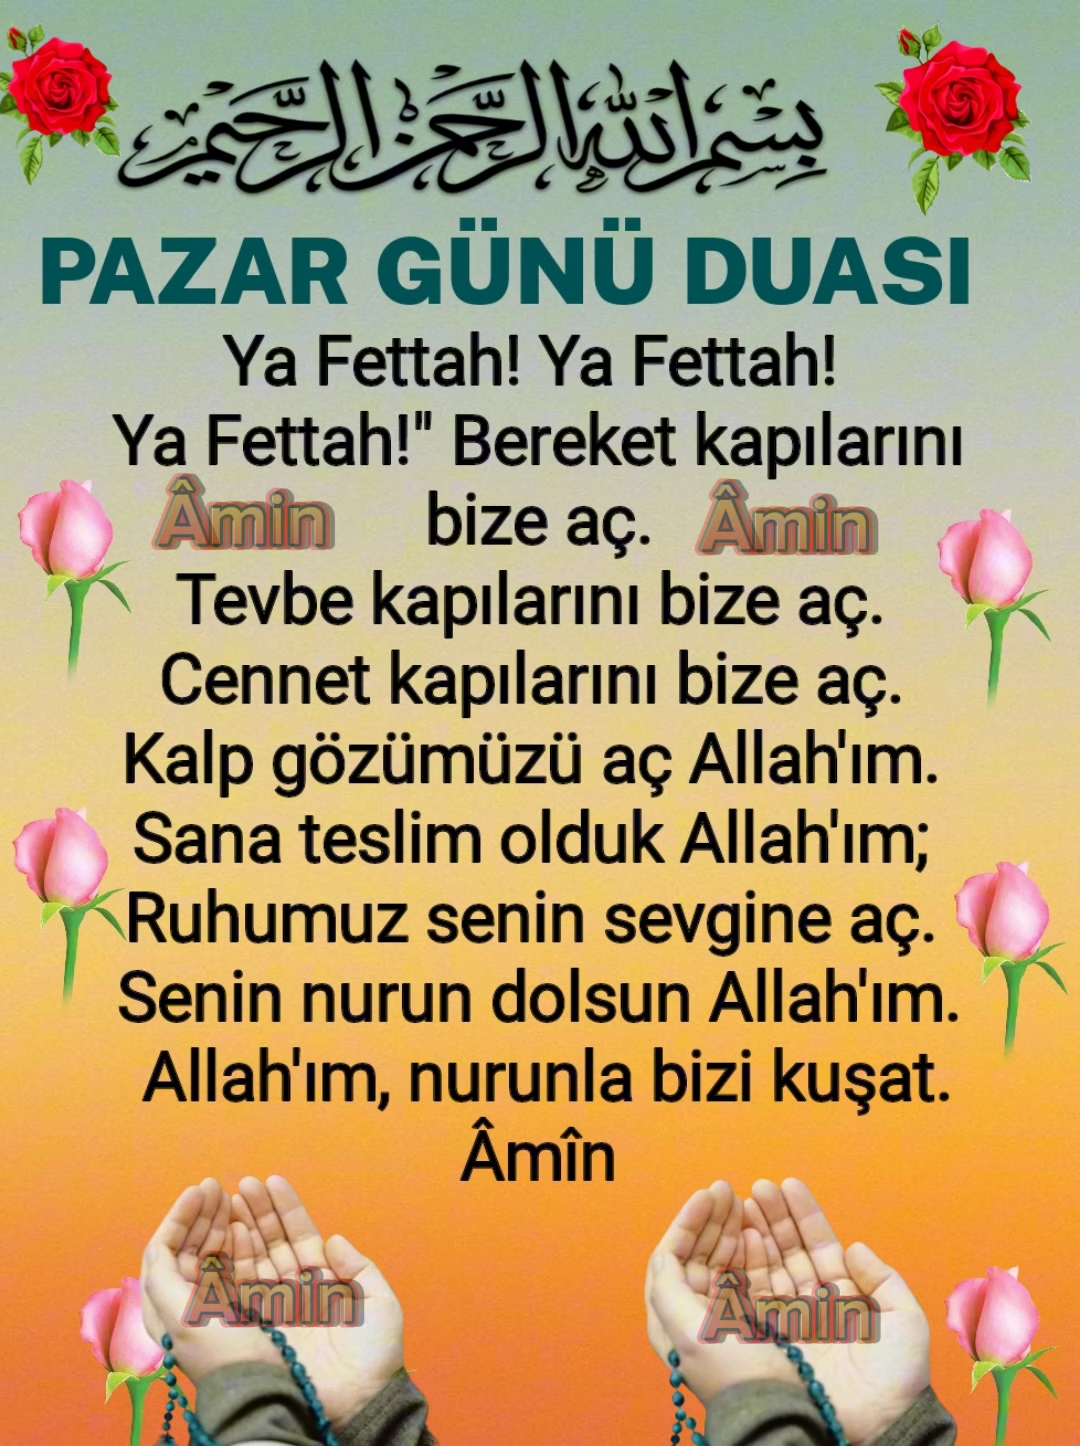 بسم الله الرحمن الرحيم
PAZAR GÜNÜ DUASI
Ya Fettah! Ya Fettah!
Ya Fettah!" Bereket kapılarını
Âmin bize aç. Âmin
Tevbe kapılarını bize aç.
Cennet kapılarını bize aç.
Kalp gözümüzü aç Allah'ım.
Sana teslim olduk Allah'ım;
Ruhumuz senin sevgine aç.
Senin nurun dolsun Allah'ım.
Allah'ım, nurunla bizi kuşat.
Âmîn
Âmin Âmin